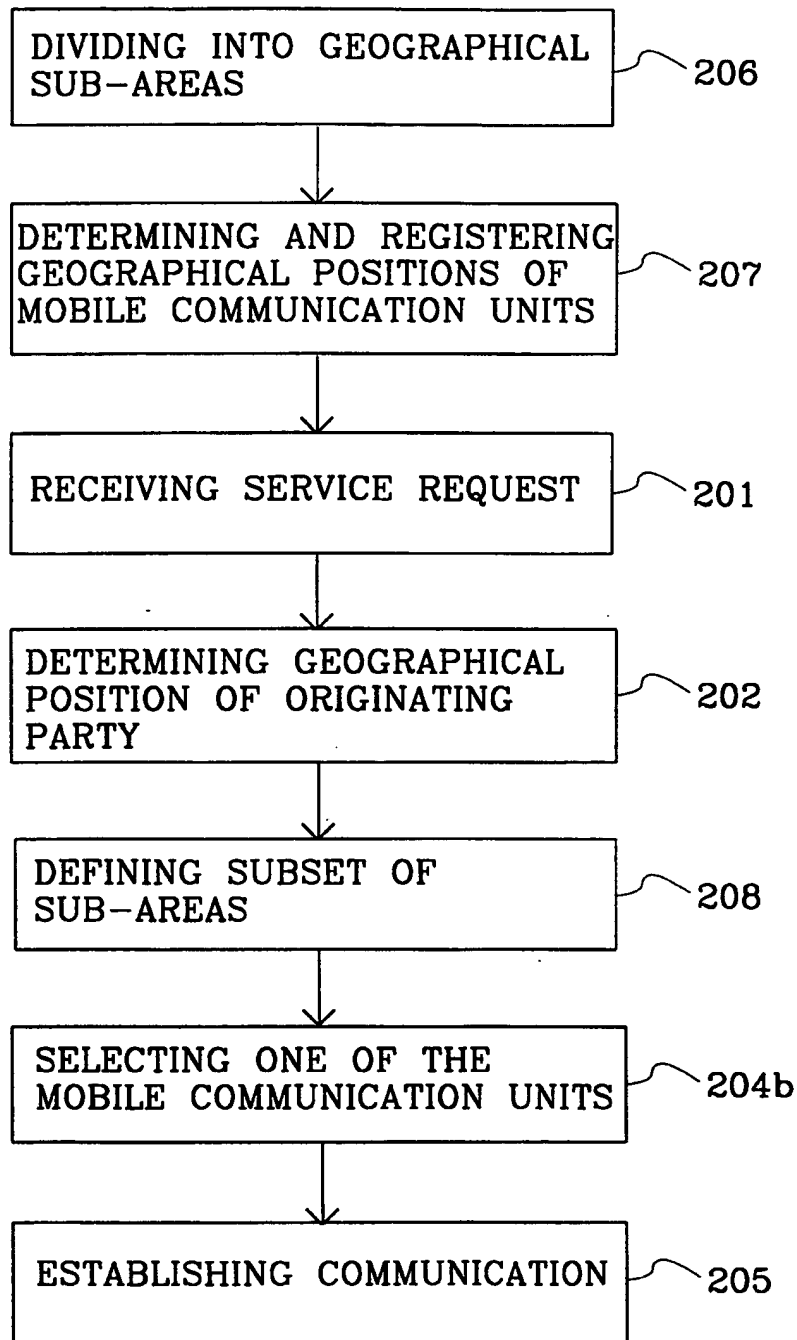 DIVIDING INTO GEOGRAPHICAL
SUB-AREAS
206
DETERMINING AND REGISTERING
GEOGRAPHICAL POSITIONS OF
MOBILE COMMUNICATION UNITS
207
RECEIVING SERVICE REQUEST
201
DETERMINING GEOGRAPHICAL
POSITION OF ORIGINATING
PARTY
202
DEFINING SUBSET OF
SUB-AREAS
208
SELECTING ONE OF THE
MOBILE COMMUNICATION UNITS
204b
ESTABLISHING COMMUNICATION
205